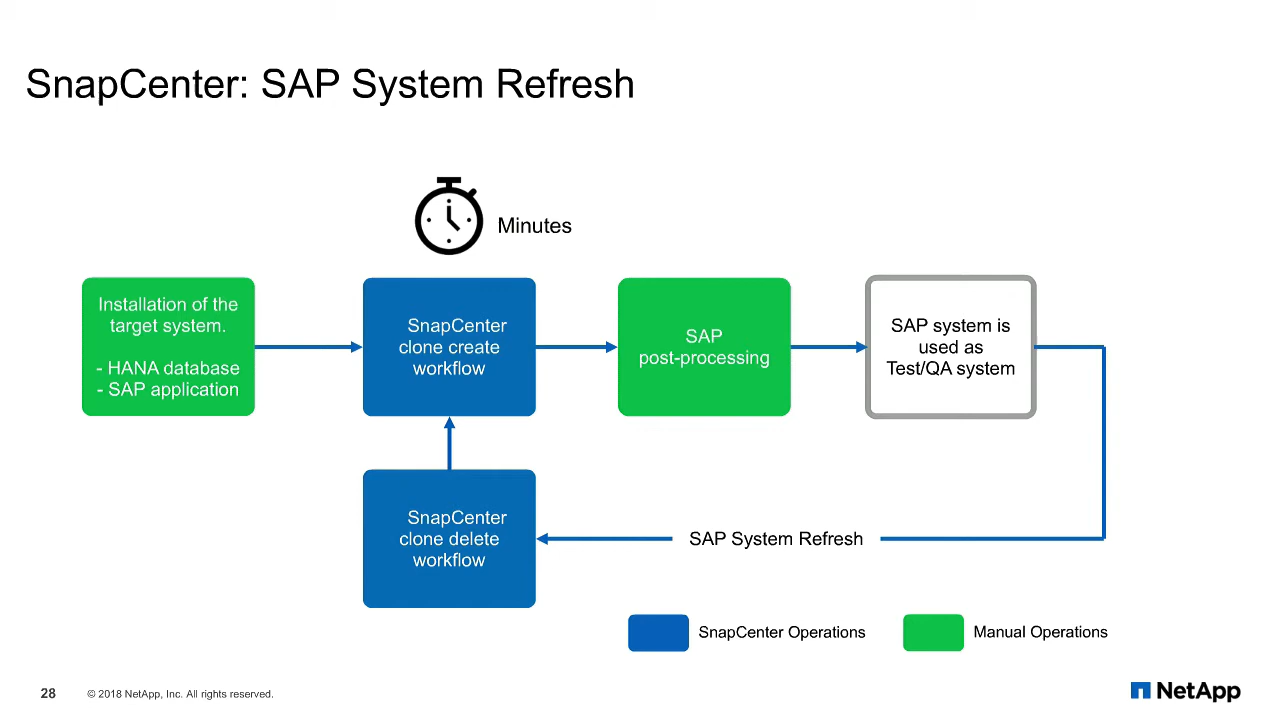 SnapCenter: SAP System Refresh
Minutes
Installation of the
target system.
- HANA database
- SAP application
SnapCenter
clone create
workflow
SAP
post-processing
SAP system is
used as
Test/QA system
SnapCenter
clone delete
workflow
SAP System Refresh
SnapCenter Operations
Manual Operations
28
© 2018 NetApp, Inc. All rights reserved.
NetApp